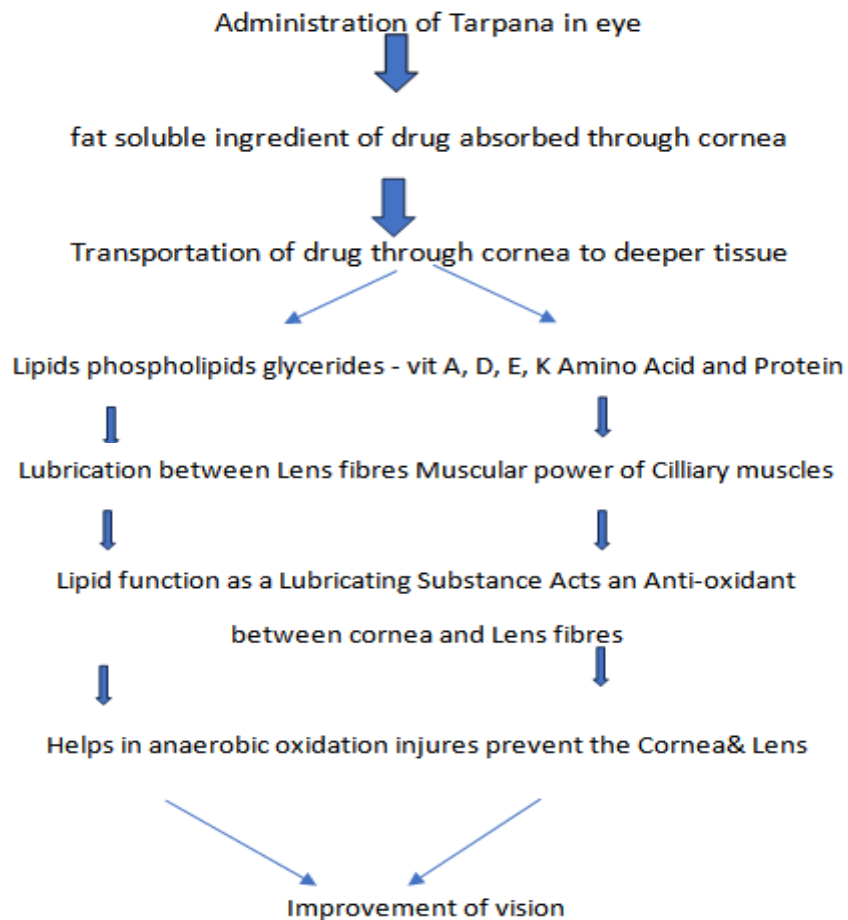 Administration of Tarpana in eye
fat soluble ingredient of drug absorbed through cornea
Transportation of drug through cornea to deeper tissue
Lipids phospholipids glycerides - vit A, D, E, K Amino Acid and Protein
Lubrication between Lens fibres Muscular power of Cilliary muscles
Lipid function as a Lubricating Substance Acts an Anti-oxidant
between cornea and Lens fibres
Helps in anaerobic oxidation injures prevent the Cornea& Lens
Improvement of vision